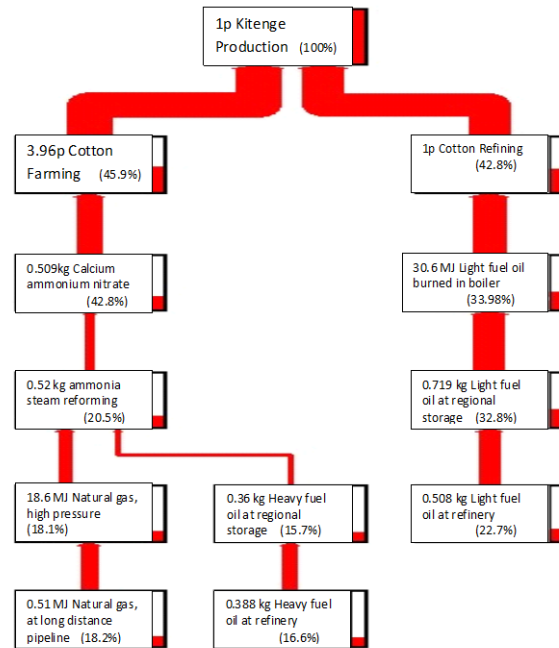 1p Kitenge
Production (100%)
3.96p Cotton
Farming (45.9%)
1p Cotton Refining
(42.8%)
0.509kg Calcium
ammonium nitrate
(42.8%)
30.6 MJ Light fuel oil
burned in boiler
(33.98%)
0.52 kg ammonia
steam reforming
(20.5%)
0.719 kg Light fuel
oil at regional
storage (32.8%)
18.6 MJ Natural gas,
high pressure
(18.1%)
0.36 kg Heavy fuel
oil at regional
storage (15.7%)
0.508 kg Light fuel
oil at refinery
(22.7%)
0.51 MJ Natural gas,
at long distance
pipeline (18.2%)
0.388 kg Heavy fuel
oil at refinery
(16.6%)